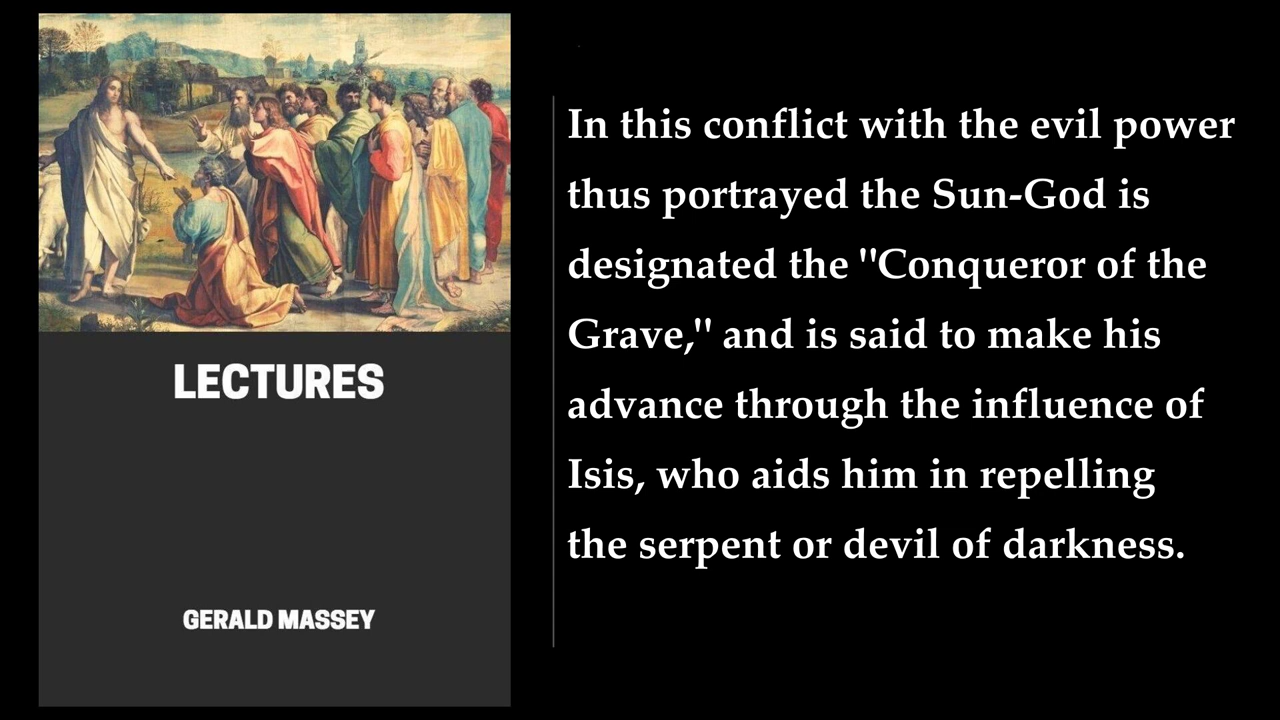 LECTURES
GERALD MASSEY
In this conflict with the evil power
thus portrayed the Sun-God is
designated the "Conqueror of the
Grave," and is said to make his
advance through the influence of
Isis, who aids him in repelling
the serpent or devil of darkness.